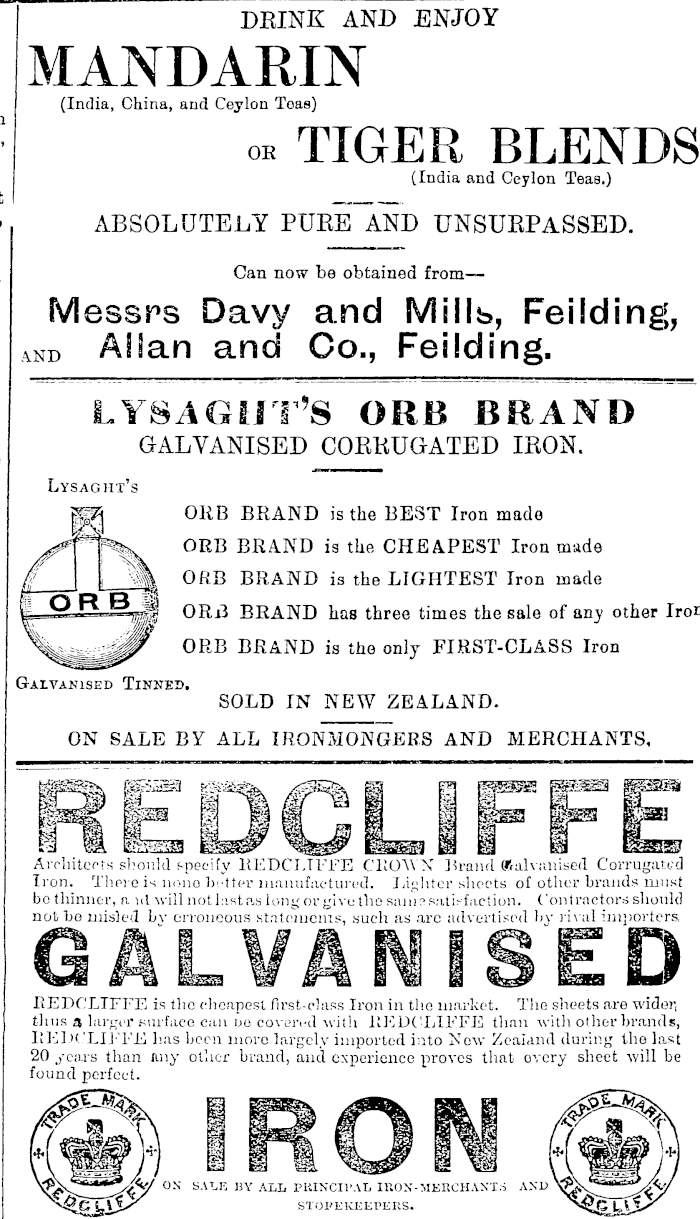 DRINK AND ENJOY
MANDARIN
(India, China, and Ceylon Teas)
OR TIGER BLENDS
(India and Ceylon Teas.)
ABSOLUTELY PURE AND UNSURPASSED.
Can now be obtained from—
Messrs Davy and Mills, Feilding,
AND Allan and Co., Feilding.
LYSAGHT'S ORB BRAND
GALVANISED CORRUGATED IRON.
LYSAGHT'S
ORB
GALVANISED TINNED.
ORB BRAND is the BEST Iron made
ORB BRAND is the CHEAPEST Iron made
ORB BRAND is the LIGHTEST Iron made
ORB BRAND has three times the sale of any other Iron
ORB BRAND is the only FIRST-CLASS Iron
SOLD IN NEW ZEALAND.
ON SALE BY ALL IRONMONGERS AND MERCHANTS,
REDCLIFFE
Architects should specify REDCLIFFE CROWN Brand Galvanised Corrugated
Iron. There is none better manufactured. Lighter sheets of other brands must
be thinner, and will not last as long or give the same satisfaction. Contractors should
not be misled by erroneous statements, such as are advertised by rival importers.
GALVANISED
REDCLIFFE is the cheapest first-class Iron in the market. The sheets are wider,
thus a larger surface can be covered with REDCLIFFE than with other brands,
REDCLIFFE has been more largely imported into New Zealand during the last
20 years than any other brand, and experience proves that every sheet will be
found perfect.
TRADE MARK
REDCLIFFE
IRON
TRADE MARK
REDCLIFFE
ON SALE BY ALL PRINCIPAL IRON-MERCHANTS AND
STOREKEEPERS.